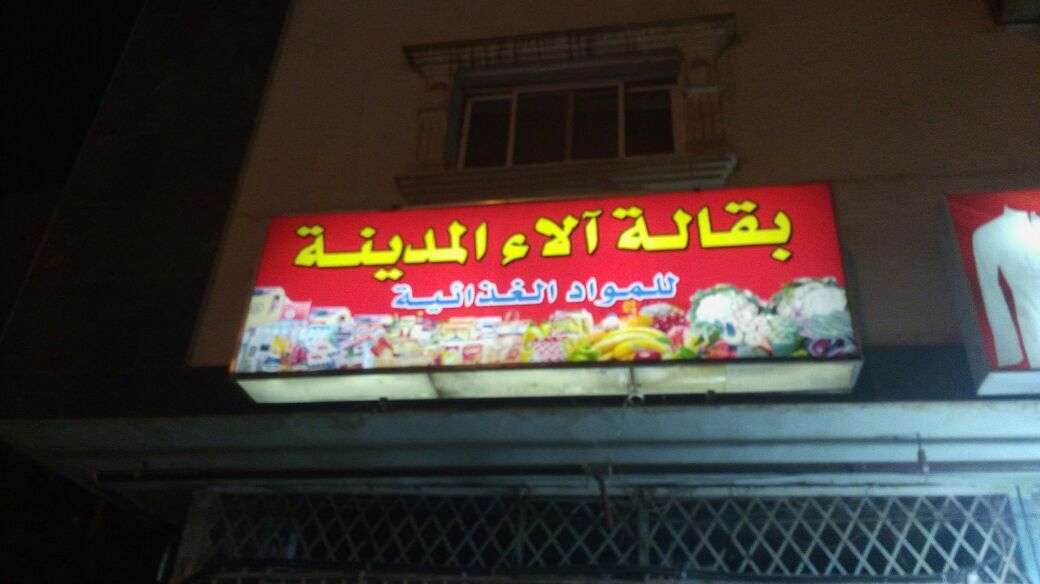 بقالة آلاء المدينة
للمواد الغذائية